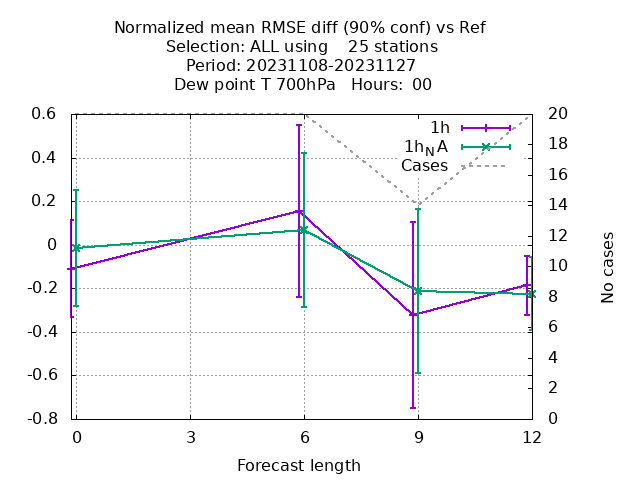 Normalized mean RMSE diff (90% conf) vs Ref
Selection: ALL using    25 stations
Period: 20231108-20231127
Dew point T 700hPa   Hours: 00
1h
1h_NA
Cases
0.6
0.4
0.2
0
-0.2
-0.4
-0.6
-0.8
20
18
16
14
12
10
8
6
4
2
0
No cases
0 3 6 9 12
Forecast length